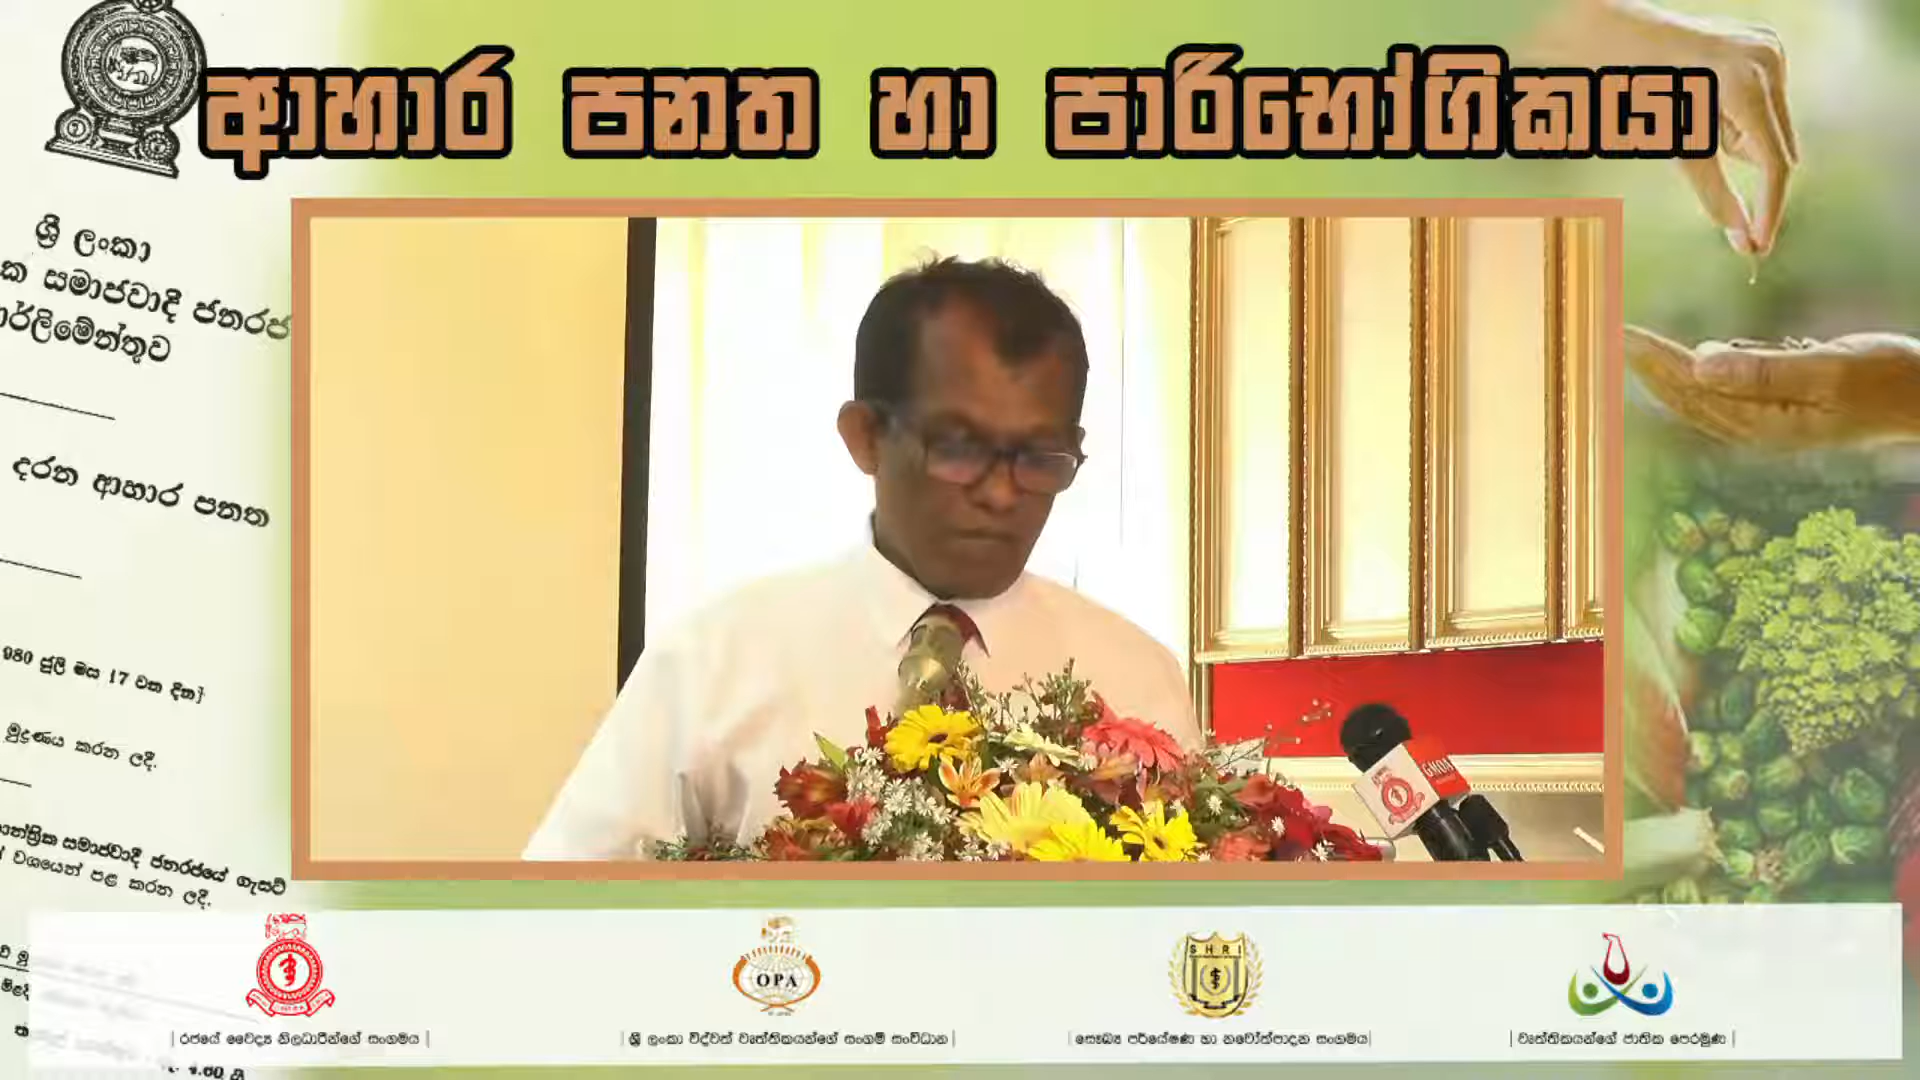 ආහාර පනත හා පාරිභෝගිකයා
ශ්‍රී ලංකා
ක සමාජවාදී ජනරජ
පාර්ලිමේන්තුව
දරන ආහාර පනත
980 ජූලි මස 17 වන දින]
මුද්‍රණය කරන ලදී.
සමාජවාදී ජනරජයේ ගැසට්
වශයෙන් පළ කරන ලදී.
GMOA
OPA
SHRI
| රජයේ වෛද්‍ය නිලධාරීන්ගේ සංගමය |
| ශ්‍රී ලංකා විද්වත් වෘත්තිකයන්ගේ සංගම් සංවිධාන |
| සෞඛ්‍ය පර්යේෂණ හා නවෝත්පාදන සංගමය |
| වෘත්තිකයන්ගේ ජාතික පෙරමුණ |